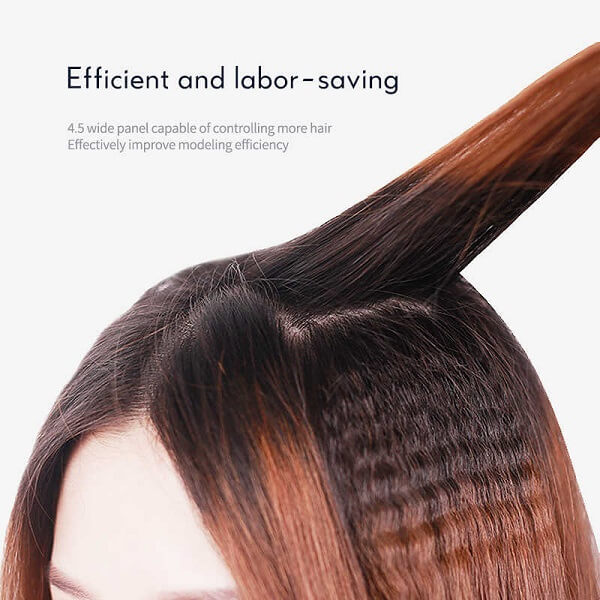 Efficient and labor-saving
4.5 wide panel capable of controlling more hair
Effectively improve modeling efficiency